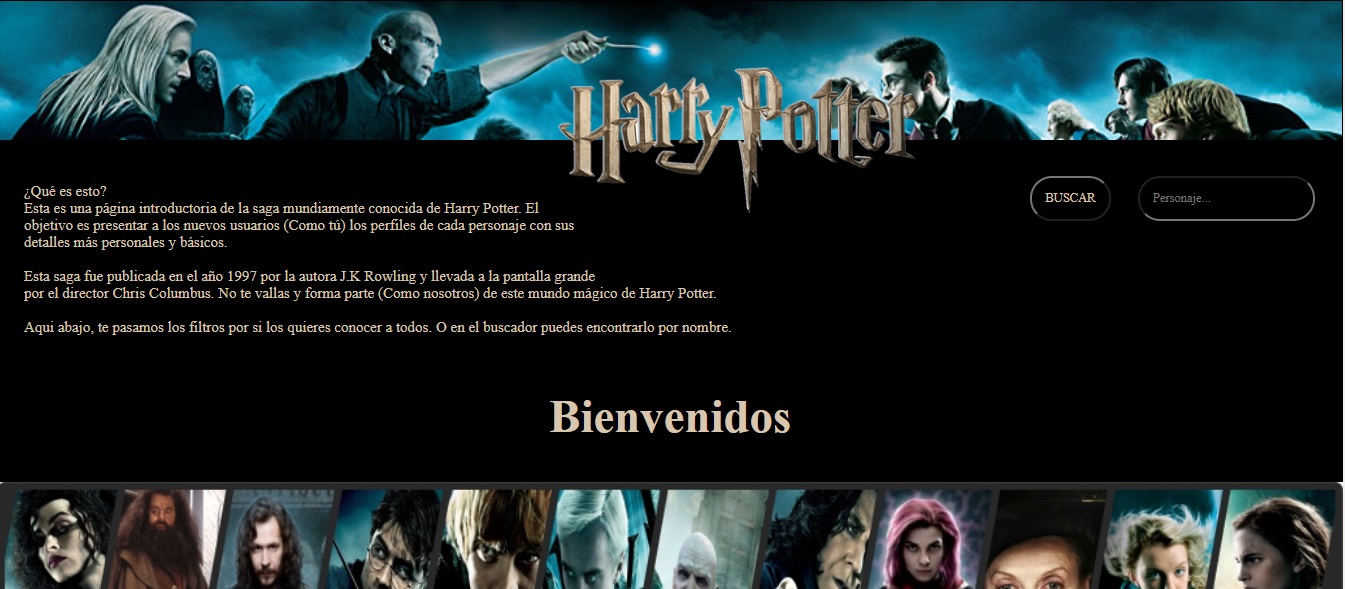 Harry Potter
¿Qué es esto?
Esta es una página introductoria de la saga mundiamente conocida de Harry Potter. El
objetivo es presentar a los nuevos usuarios (Como tú) los perfiles de cada personaje con sus
detalles más personales y básicos.
Esta saga fue publicada en el año 1997 por la autora J.K Rowling y llevada a la pantalla grande
por el director Chris Columbus. No te vallas y forma parte (Como nosotros) de este mundo mágico de Harry Potter.
Aqui abajo, te pasamos los filtros por si los quieres conocer a todos. O en el buscador puedes encontrarlo por nombre.
BUSCAR
Personaje...
Bienvenidos